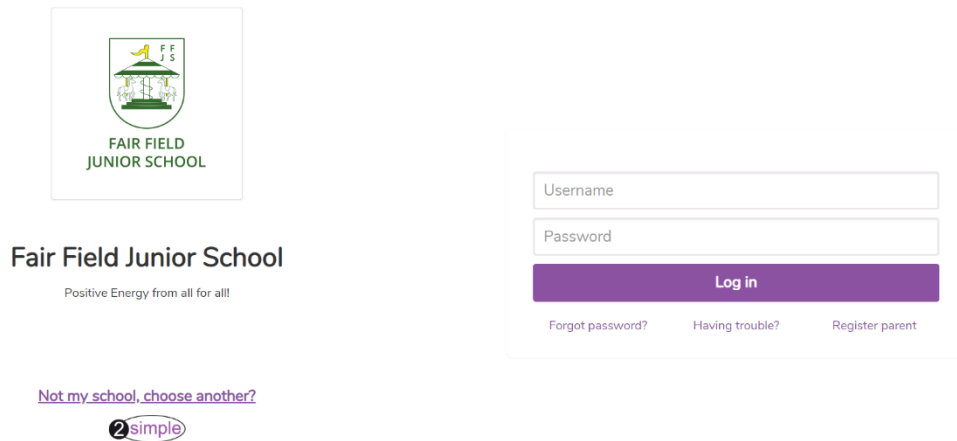 F F
J S
FAIR FIELD
JUNIOR SCHOOL
Fair Field Junior School
Positive Energy from all for all!
Not my school, choose another?
2simple
Username
Password
Log in
Forgot password? Having trouble? Register parent